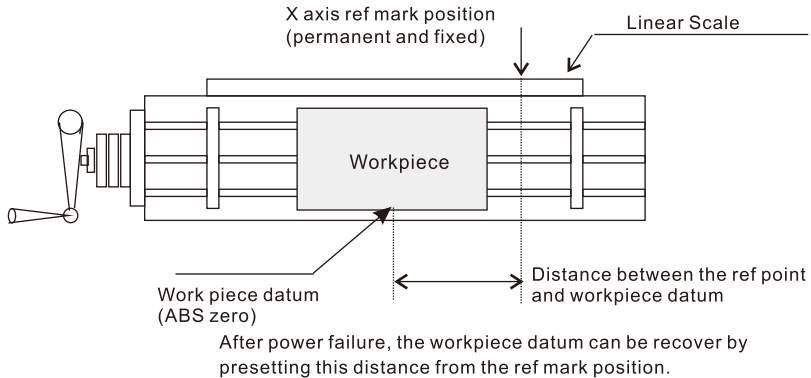 X axis ref mark position
(permanent and fixed)
Linear Scale
Workpiece
Distance between the ref point
and workpiece datum
Work piece datum
(ABS zero)
After power failure, the workpiece datum can be recover by
presetting this distance from the ref mark position.